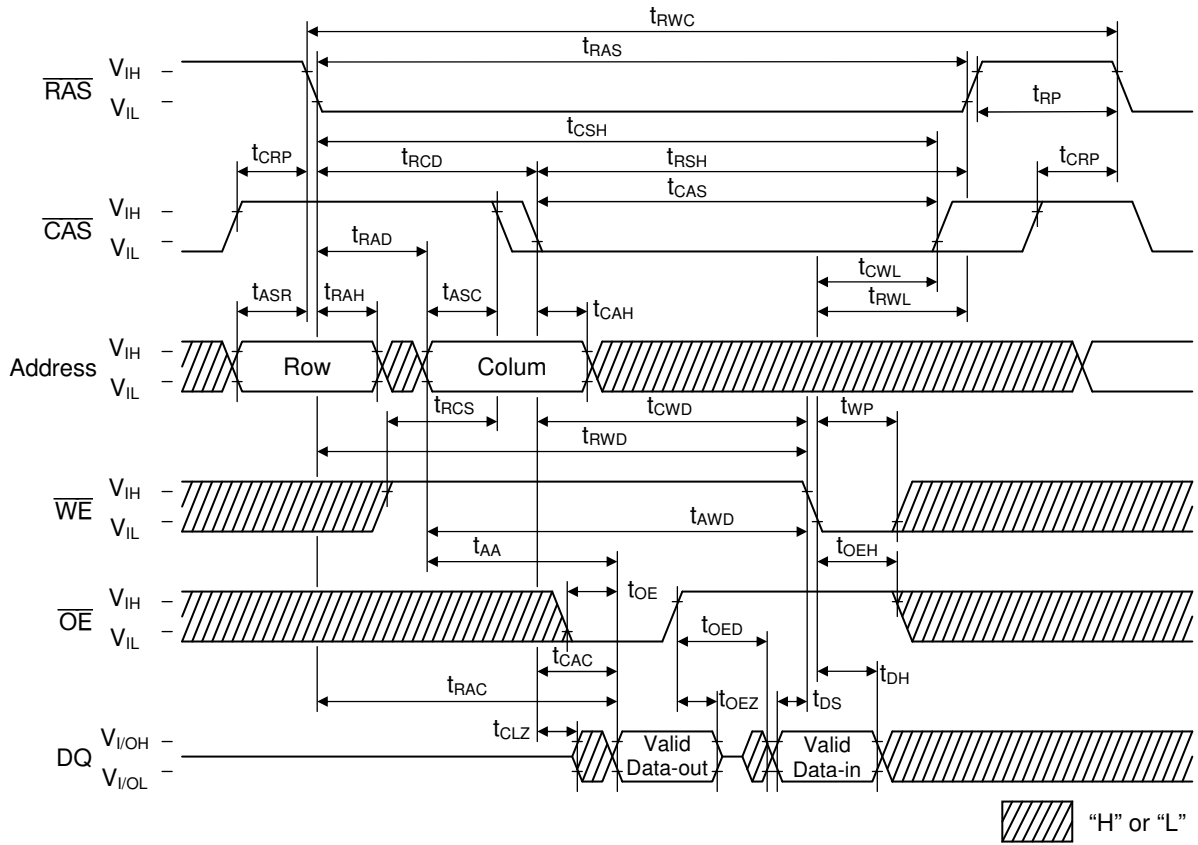 tRWC
tRAS
RAS VIH
VIL
tRP
tCSH
tCRP tRCD tRSH tCRP
tCAS
CAS VIH
VIL
tRAD
tCWL
tASR tRAH tASC tCAH tRWL
Address VIH
VIL
Row Colum
tRCS tCWD tWP
tRWD
WE VIH
VIL
tAWD
tAA tOEH
tOE
OE VIH
VIL
tOED
tCAC
tRAC tOEZ tDS tDH
tCLZ
DQ VI/OH
VI/OL
Valid
Data-out
Valid
Data-in
“H” or “L”